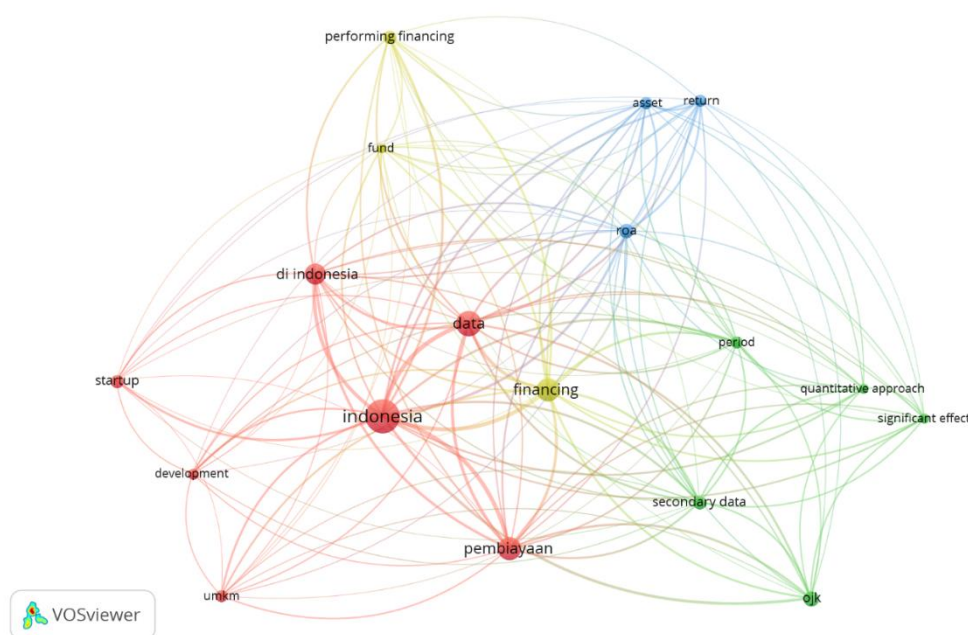 performing financing
asset
return
fund
roa
di indonesia
data
period
startup
financing
quantitative approach
indonesia
significant effect
development
secondary data
pembiayaan
umkm
ojk
VOSviewer